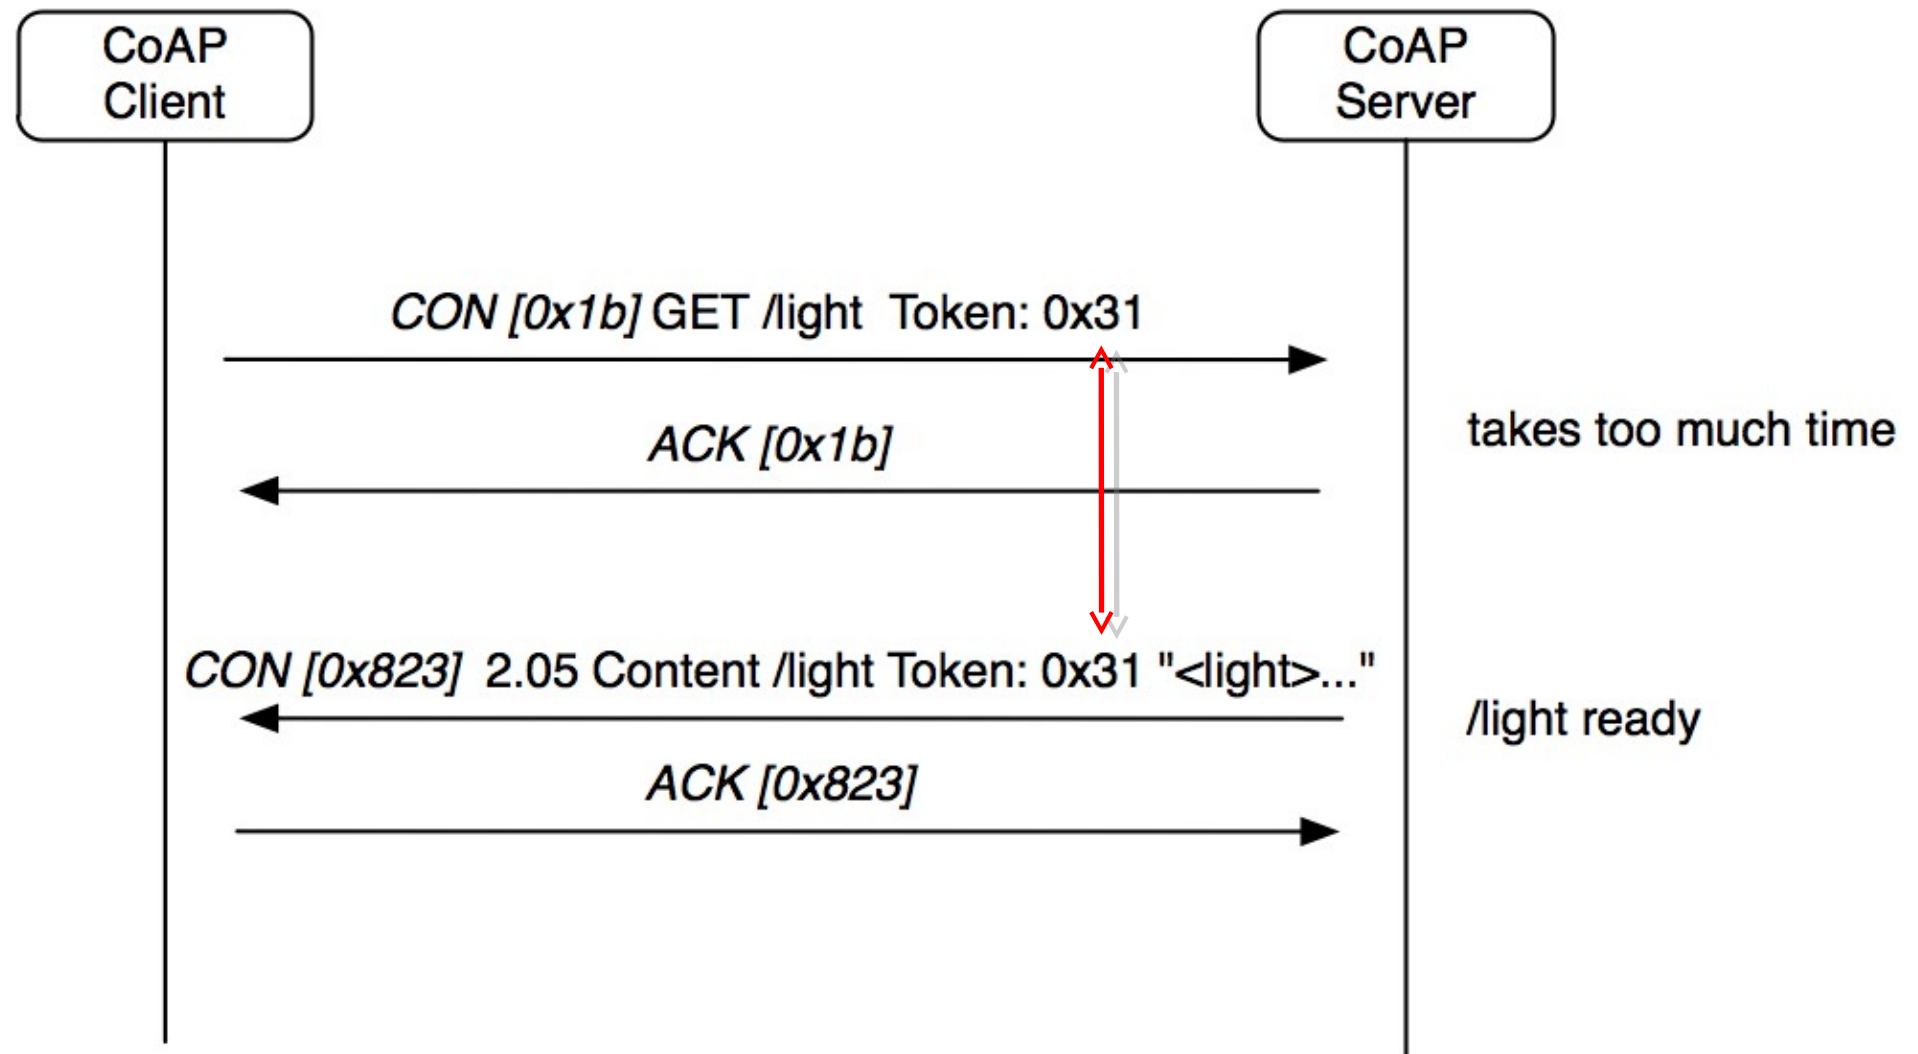 CoAP
Client
CoAP
Server
CON [0x1b] GET /light Token: 0x31
ACK [0x1b]
takes too much time
CON [0x823] 2.05 Content /light Token: 0x31 "<light>..."
/light ready
ACK [0x823]